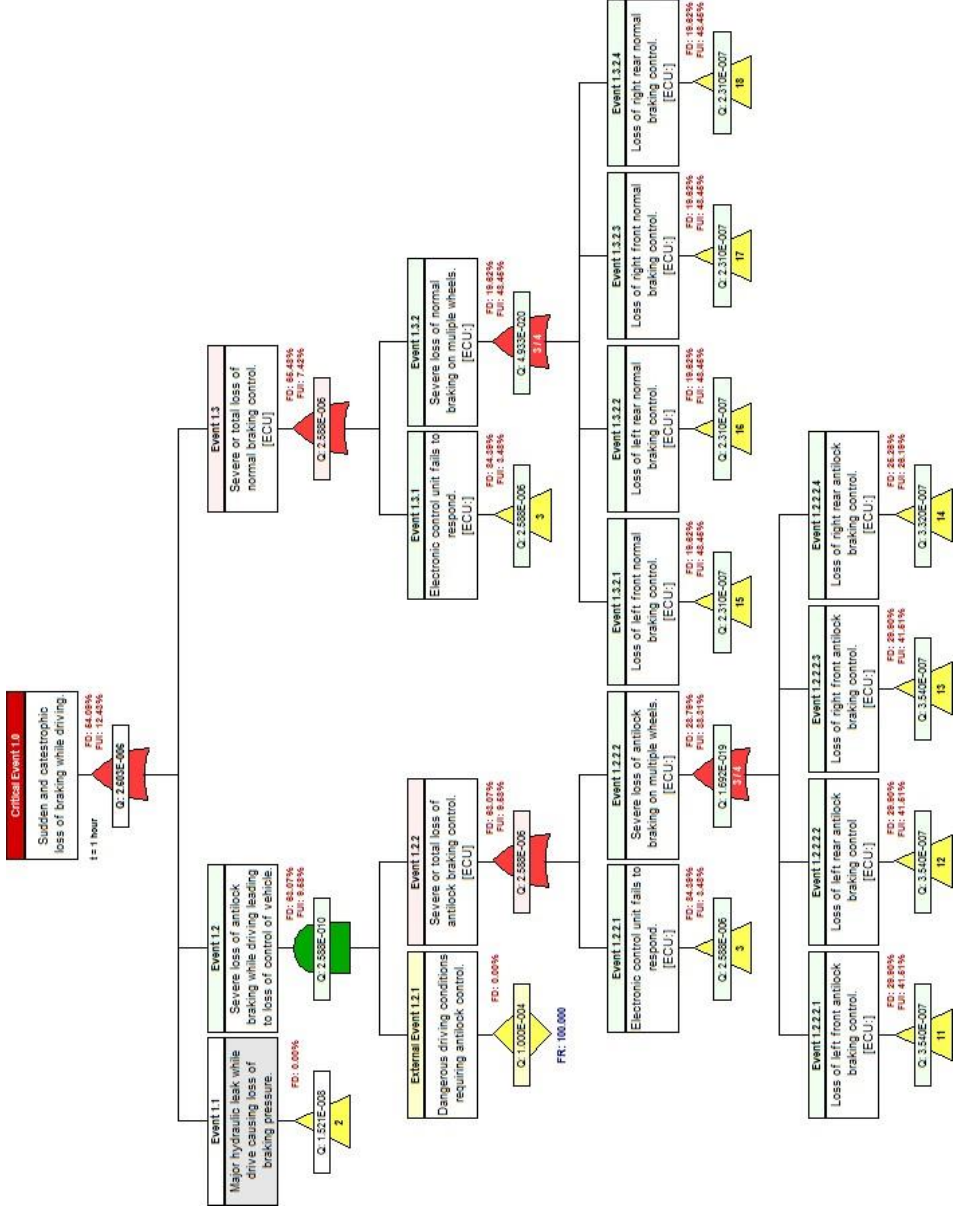 Critical Event 1.0
Sudden and catestrophic
loss of braking while driving.
FD: 64.09%
FUI: 12.43%
Q: 2.603E-006
t = 1 hour
Event 1.1
Major hydraulic leak while
drive causing loss of
braking pressure.
FD: 0.00%
Q: 1.521E-008
2
Event 1.2
Severe loss of antilock
braking while driving leading
to loss of control of vehicle.
FD: 63.07%
FUI: 9.68%
Q: 2.588E-010
Event 1.3
Severe or total loss of
normal braking control.
[ECU]
FD: 65.48%
FUI: 7.42%
Q: 2.588E-006
External Event 1.2.1
Dangerous driving conditions
requiring antilock control.
FD: 0.00%
Q: 1.000E-004
FR: 100,000
Event 1.2.2
Severe or total loss of
antilock braking control.
[ECU]
FD: 63.07%
FUI: 9.68%
Q: 2.588E-006
Event 1.3.1
Electronic control unit fails to
respond.
[ECU:]
FD: 84.39%
FUI: 3.48%
Q: 2.588E-006
3
Event 1.3.2
Severe loss of normal
braking on muliple wheels.
[ECU:]
FD: 19.62%
FUI: 48.45%
Q: 4.933E-020
3 / 4
Event 1.2.2.1
Electronic control unit fails to
respond.
[ECU:]
FD: 84.39%
FUI: 3.48%
Q: 2.588E-006
3
Event 1.2.2.2
Severe loss of antilock
braking on multiple wheels.
[ECU:]
FD: 28.79%
FUI: 38.01%
Q: 1.692E-019
3 / 4
Event 1.3.2.1
Loss of left front normal
braking control.
[ECU:]
FD: 19.62%
FUI: 48.45%
Q: 2.310E-007
15
Event 1.3.2.2
Loss of left rear normal
braking control.
[ECU:]
FD: 19.62%
FUI: 48.45%
Q: 2.310E-007
16
Event 1.3.2.3
Loss of right front normal
braking control.
[ECU:]
FD: 19.62%
FUI: 48.45%
Q: 2.310E-007
17
Event 1.3.2.4
Loss of right rear normal
braking control.
[ECU:]
FD: 19.62%
FUI: 48.45%
Q: 2.310E-007
18
Event 1.2.2.2.1
Loss of left front antilock
braking control.
[ECU:]
FD: 29.90%
FUI: 41.61%
Q: 3.540E-007
11
Event 1.2.2.2.2
Loss of left rear antilock
braking control
[ECU:]
FD: 29.90%
FUI: 41.61%
Q: 3.540E-007
12
Event 1.2.2.2.3
Loss of right front antilock
braking control.
[ECU:]
FD: 29.90%
FUI: 41.61%
Q: 3.540E-007
13
Event 1.2.2.2.4
Loss of right rear antilock
braking control.
[ECU:]
FD: 25.26%
FUI: 26.19%
Q: 3.320E-007
14